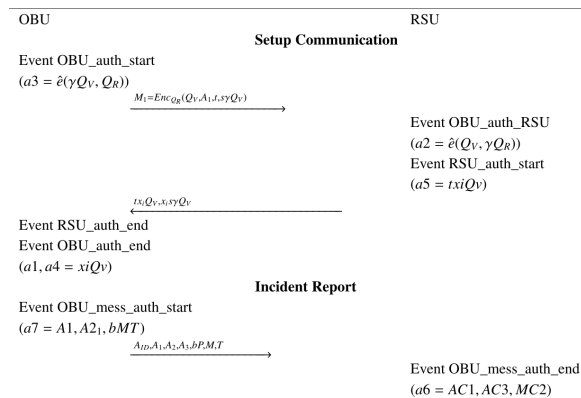 OBU RSU
Setup Communication
Event OBU_auth_start
(a3 = ê(γQ_V, Q_R))
M_1=Enc_{Q_R}(Q_V,A_1,t,sγQ_V)
Event OBU_auth_RSU
(a2 = ê(Q_V, γQ_R))
Event RSU_auth_start
(a5 = txiQv)
tx_iQ_V,x_isγQ_V
Event RSU_auth_end
Event OBU_auth_end
(a1, a4 = xiQv)
Incident Report
Event OBU_mess_auth_start
(a7 = A1, A2_1, bMT)
A_{ID},A_1,A_2,A_3,bP,M,T
Event OBU_mess_auth_end
(a6 = AC1, AC3, MC2)